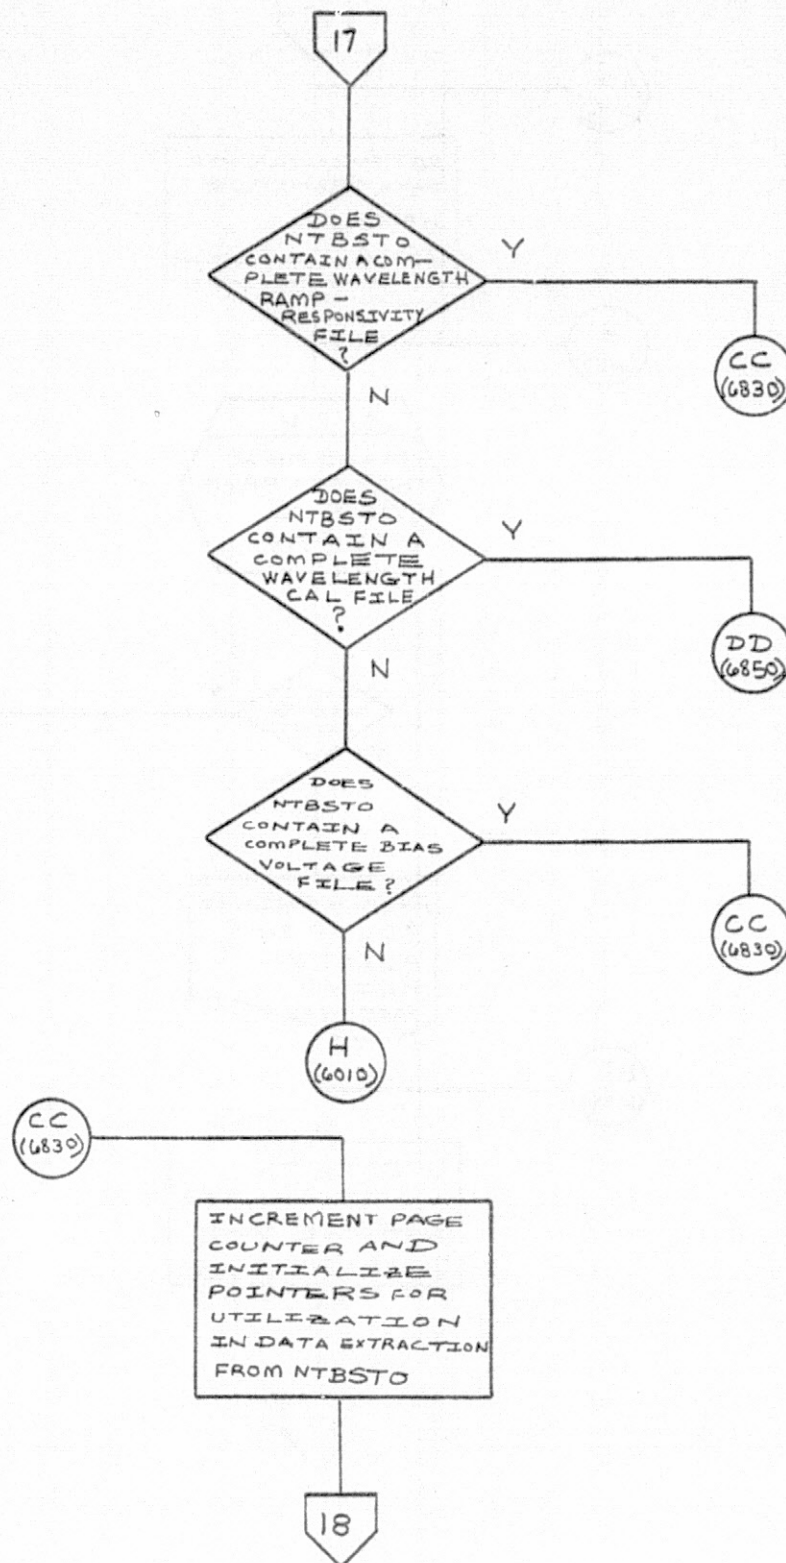 17
DOES
NTBSTO
CONTAIN A COM-
PLETE WAVELENGTH
RAMP -
RESPONSIVITY
FILE
?
Y
CC
(6830)
N
DOES
NTBSTO
CONTAIN A
COMPLETE
WAVELENGTH
CAL FILE
?
Y
DD
(6850)
N
DOES
NTBSTO
CONTAIN A
COMPLETE BIAS
VOLTAGE
FILE?
Y
CC
(6830)
N
H
(6010)
CC
(6830)
INCREMENT PAGE
COUNTER AND
INITIALIZE
POINTERS FOR
UTILIZATION
IN DATA EXTRACTION
FROM NTBSTO
18